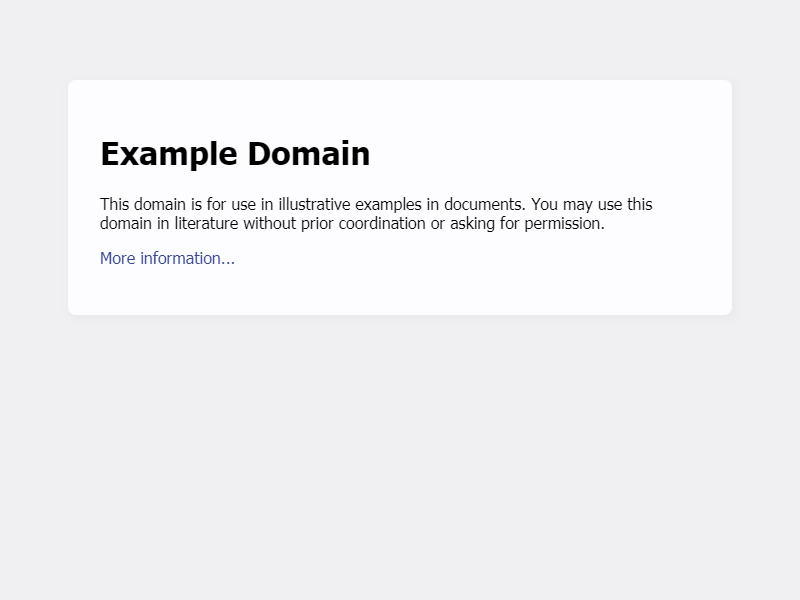 Example Domain
This domain is for use in illustrative examples in documents. You may use this
domain in literature without prior coordination or asking for permission.
More information...